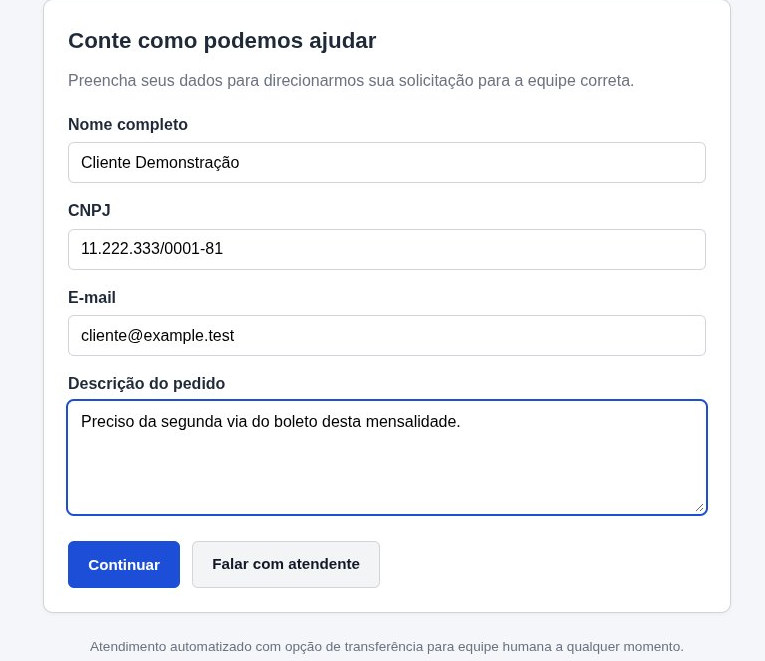 Conte como podemos ajudar
Preencha seus dados para direcionarmos sua solicitação para a equipe correta.
Nome completo
Cliente Demonstração
CNPJ
11.222.333/0001-81
E-mail
cliente@example.test
Descrição do pedido
Preciso da segunda via do boleto desta mensalidade.
Continuar
Falar com atendente
Atendimento automatizado com opção de transferência para equipe humana a qualquer momento.